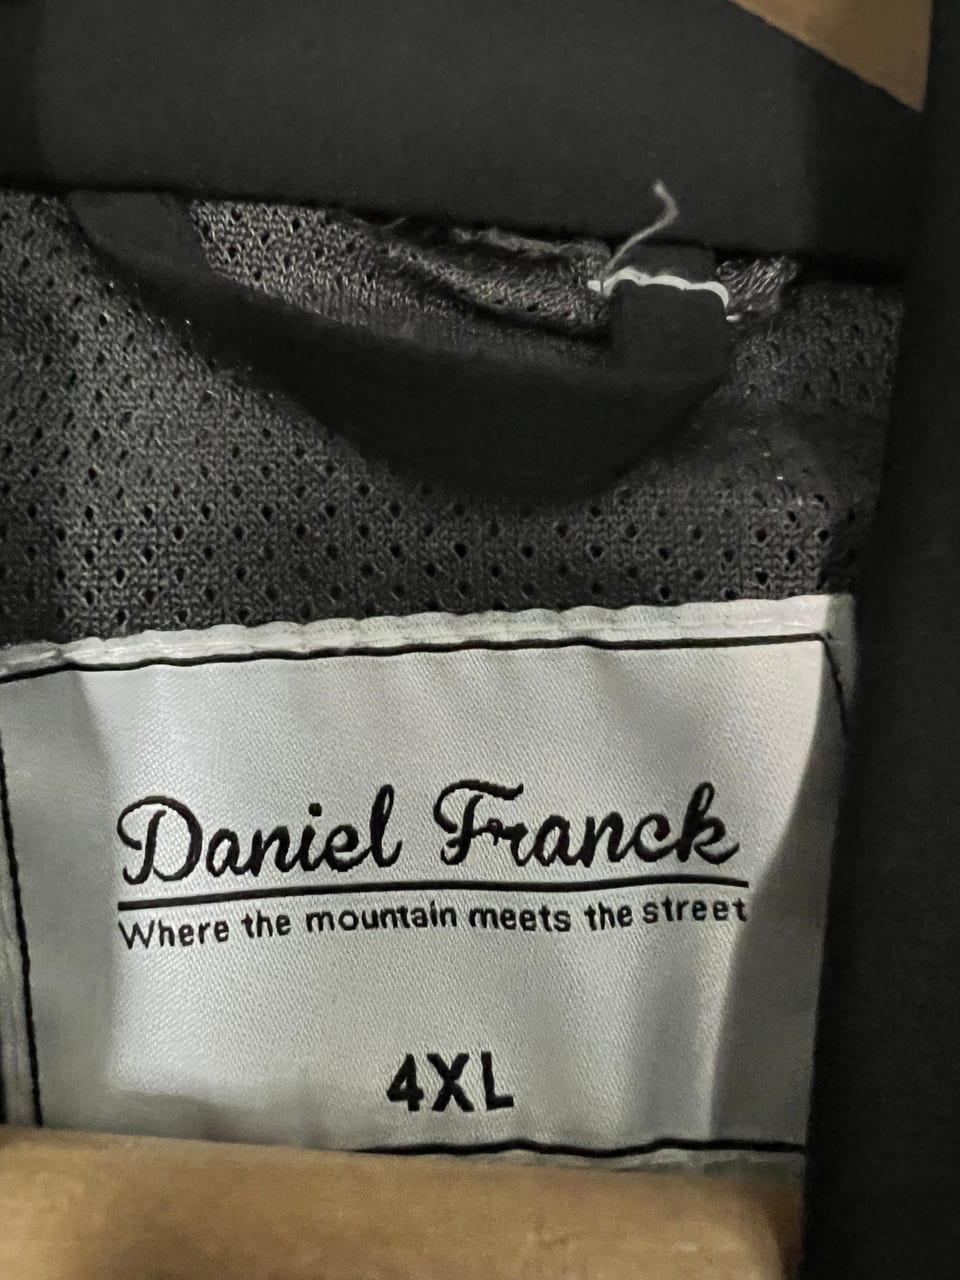 Daniel Franck
Where the mountain meets the street
4XL